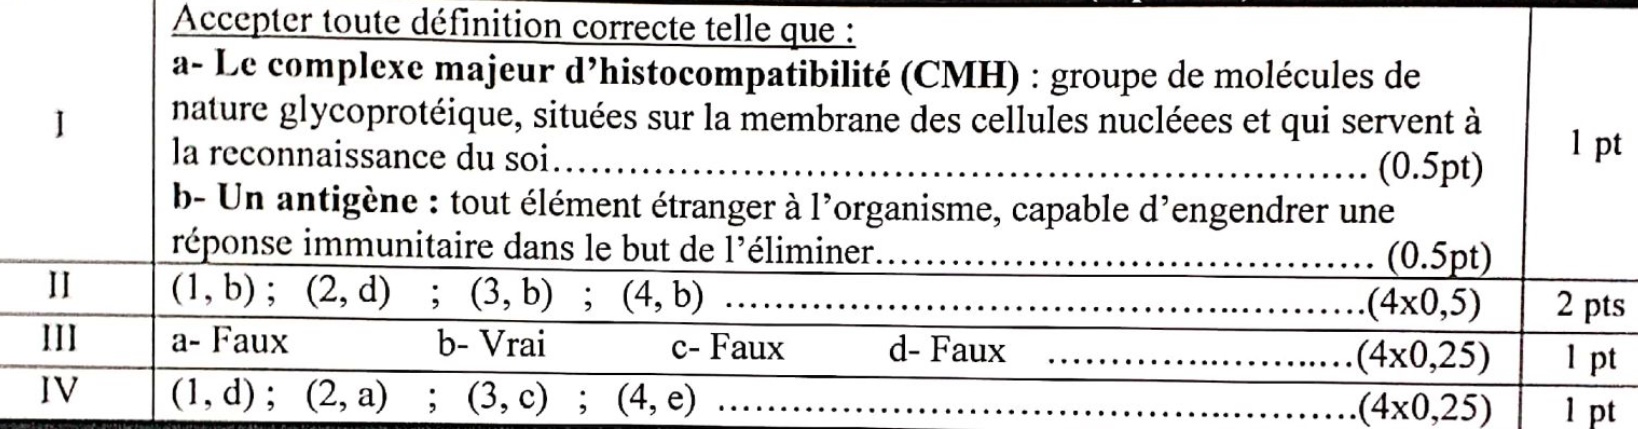 Accepter toute définition correcte telle que :
a- Le complexe majeur d'histocompatibilité (CMH) : groupe de molécules de
nature glycoprotéique, situées sur la membrane des cellules nucléees et qui servent à
I
la reconnaissance du soi.................................................................... (0.5pt)
1 pt
b- Un antigène : tout élément étranger à l'organisme, capable d'engendrer une
réponse immunitaire dans le but de l'éliminer.......................................... (0.5pt)
II (1, b) ; (2, d) ; (3, b) ; (4, b) ......................................................(4x0,5) 2 pts
III a- Faux b- Vrai c- Faux d- Faux ..........................(4x0,25) 1 pt
IV (1, d) ; (2, a) ; (3, c) ; (4, e) ......................................................(4x0,25) 1 pt